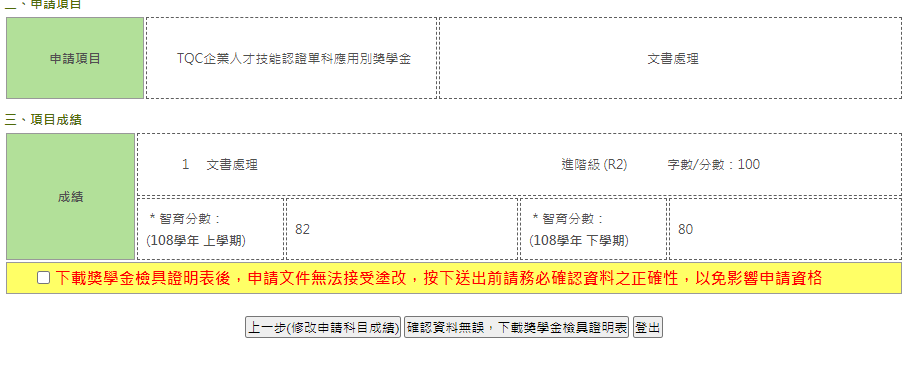 二、申請項目
申請項目 TQC企業人才技能認證單科應用別獎學金 文書處理
三、項目成績
成績
1 文書處理 進階級 (R2) 字數/分數：100
* 智育分數：
(108學年 上學期)
82
* 智育分數：
(108學年 下學期)
80
下載獎學金檢具證明表後，申請文件無法接受塗改，按下送出前請務必確認資料之正確性，以免影響申請資格
上一步(修改申請科目成績) 確認資料無誤，下載獎學金檢具證明表 登出